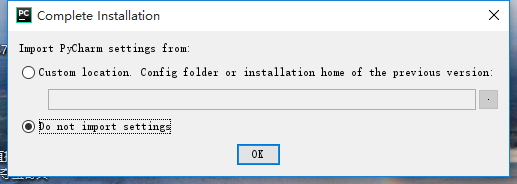 PC Complete Installation
Import PyCharm settings from:
Custom location. Config folder or installation home of the previous version:
.
Do not import settings
OK